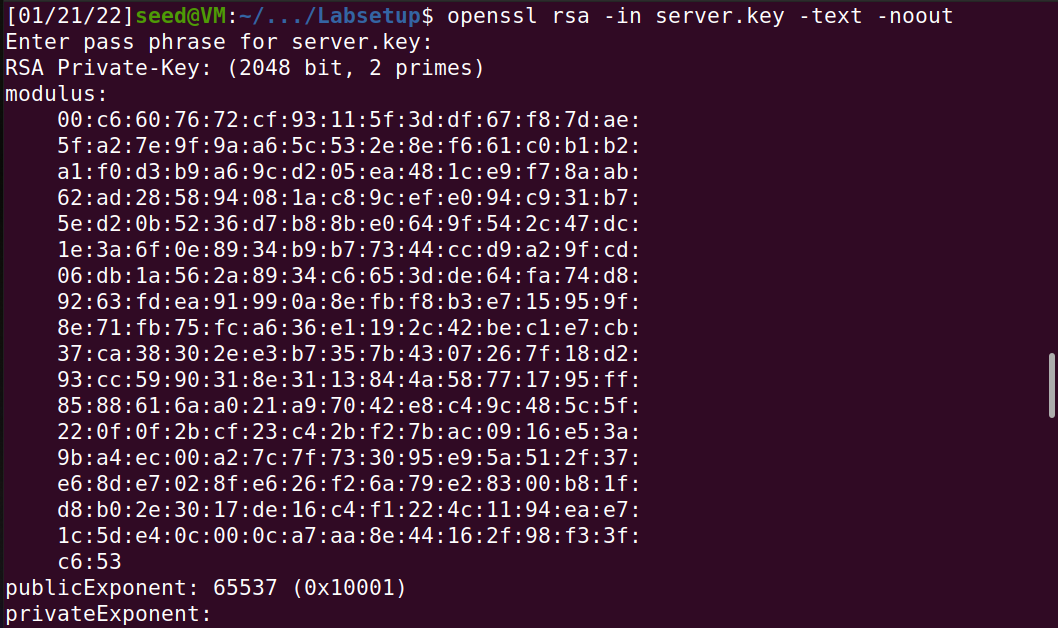 [01/21/22]seed@VM:~/.../Labsetup$ openssl rsa -in server.key -text -noout
Enter pass phrase for server.key:
RSA Private-Key: (2048 bit, 2 primes)
modulus:
    00:c6:60:76:72:cf:93:11:5f:3d:df:67:f8:7d:ae:
    5f:a2:7e:9f:9a:a6:5c:53:2e:8e:f6:61:c0:b1:b2:
    a1:f0:d3:b9:a6:9c:d2:05:ea:48:1c:e9:f7:8a:ab:
    62:ad:28:58:94:08:1a:c8:9c:ef:e0:94:c9:31:b7:
    5e:d2:0b:52:36:d7:b8:8b:e0:64:9f:54:2c:47:dc:
    1e:3a:6f:0e:89:34:b9:b7:73:44:cc:d9:a2:9f:cd:
    06:db:1a:56:2a:89:34:c6:65:3d:de:64:fa:74:d8:
    92:63:fd:ea:91:99:0a:8e:fb:f8:b3:e7:15:95:9f:
    8e:71:fb:75:fc:a6:36:e1:19:2c:42:be:c1:e7:cb:
    37:ca:38:30:2e:e3:b7:35:7b:43:07:26:7f:18:d2:
    93:cc:59:90:31:8e:31:13:84:4a:58:77:17:95:ff:
    85:88:61:6a:a0:21:a9:70:42:e8:c4:9c:48:5c:5f:
    22:0f:0f:2b:cf:23:c4:2b:f2:7b:ac:09:16:e5:3a:
    9b:a4:ec:00:a2:7c:7f:73:30:95:e9:5a:51:2f:37:
    e6:8d:e7:02:8f:e6:26:f2:6a:79:e2:83:00:b8:1f:
    d8:b0:2e:30:17:de:16:c4:f1:22:4c:11:94:ea:e7:
    1c:5d:e4:0c:00:0c:a7:aa:8e:44:16:2f:98:f3:3f:
    c6:53
publicExponent: 65537 (0x10001)
privateExponent: